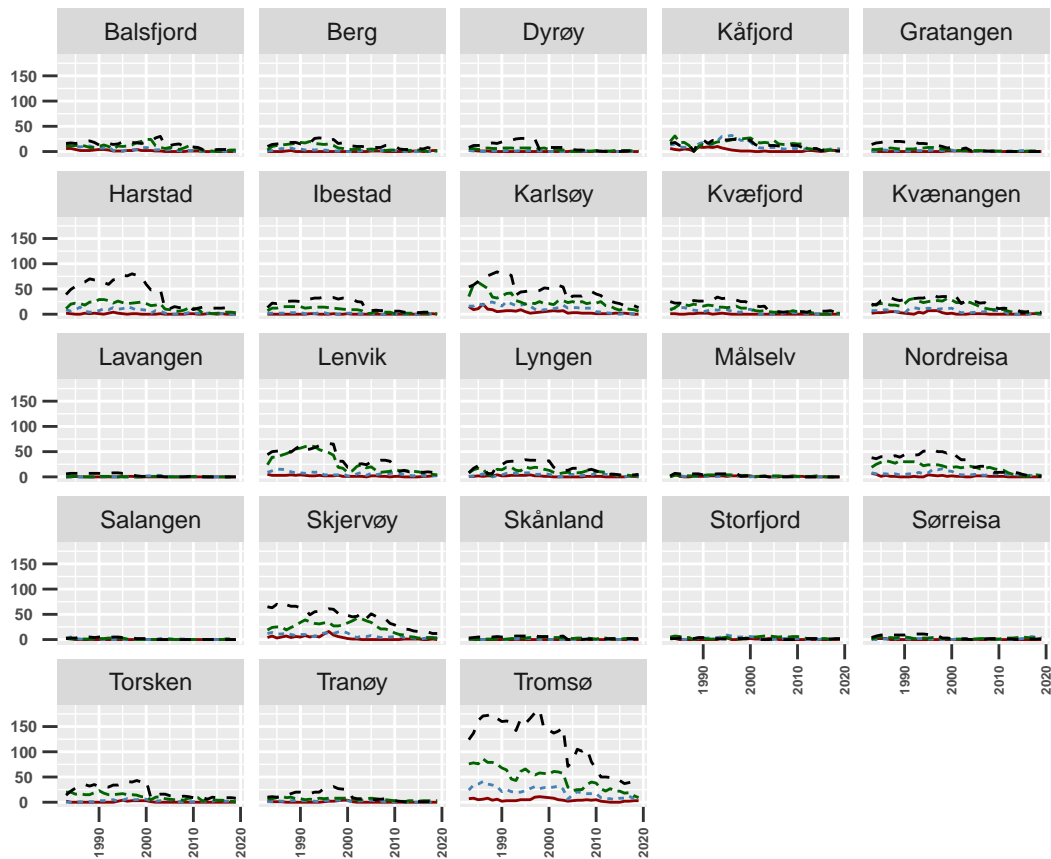 Balsfjord Berg Dyrøy Kåfjord Gratangen
150
100
50
0
Harstad Ibestad Karlsøy Kvæfjord Kvænangen
150
100
50
0
Lavangen Lenvik Lyngen Målselv Nordreisa
150
100
50
0
Salangen Skjervøy Skånland Storfjord Sørreisa
150
100
50
0
1990 2000 2010 2020 1990 2000 2010 2020
Torsken Tranøy Tromsø
150
100
50
0
1990 2000 2010 2020 1990 2000 2010 2020 1990 2000 2010 2020